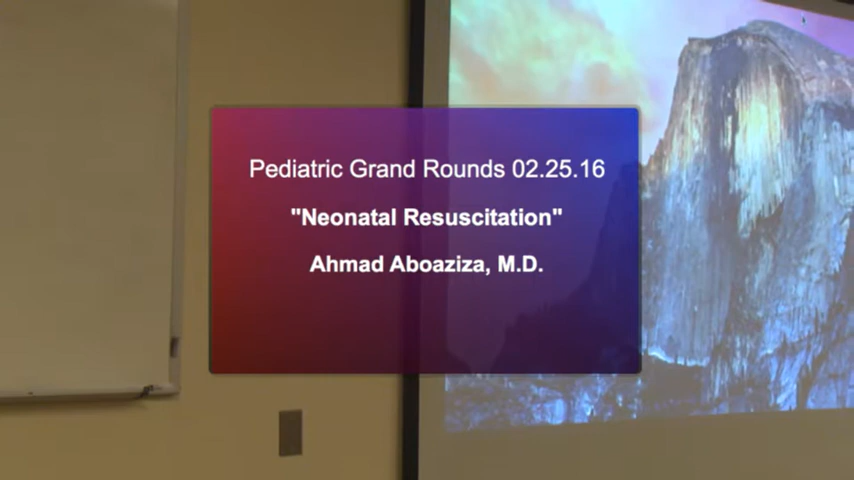 Pediatric Grand Rounds 02.25.16
"Neonatal Resuscitation"
Ahmad Aboaziza, M.D.